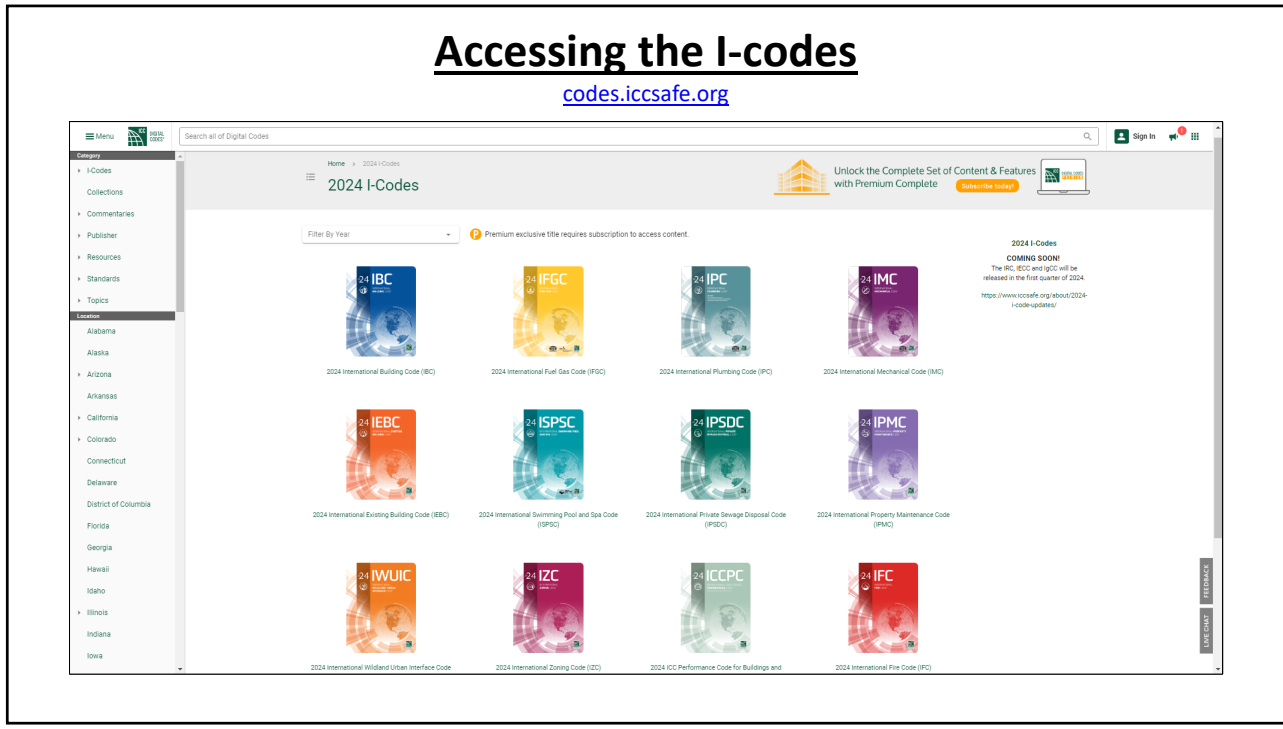 Accessing the I-codes
codes.iccsafe.org
Menu
ICC
DIGITAL
CODES
Search all of Digital Codes
Sign In
Category
I-Codes
Collections
Commentaries
Publisher
Resources
Standards
Topics
Location
Alabama
Alaska
Arizona
Arkansas
California
Colorado
Connecticut
Delaware
District of Columbia
Florida
Georgia
Hawaii
Idaho
Illinois
Indiana
Iowa
Home > 2024 I-Codes
2024 I-Codes
Unlock the Complete Set of Content & Features
with Premium Complete
Subscribe today!
Filter By Year
P Premium exclusive title requires subscription to access content.
2024 I-Codes
COMING SOON!
The IRC, IECC and IgCC will be
released in the first quarter of 2024.
https://www.iccsafe.org/about/2024-
i-code-updates/
24 IBC
24 IFGC
24 IPC
24 IMC
2024 International Building Code (IBC)
2024 International Fuel Gas Code (IFGC)
2024 International Plumbing Code (IPC)
2024 International Mechanical Code (IMC)
24 IEBC
24 ISPSC
24 IPSDC
24 IPMC
2024 International Existing Building Code (IEBC)
2024 International Swimming Pool and Spa Code
(ISPSC)
2024 International Private Sewage Disposal Code
(IPSDC)
2024 International Property Maintenance Code
(IPMC)
24 IWUIC
24 IZC
24 ICCPC
24 IFC
2024 International Wildland Urban Interface Code
2024 International Zoning Code (IZC)
2024 ICC Performance Code for Buildings and
2024 International Fire Code (IFC)
FEEDBACK
LIVE CHAT